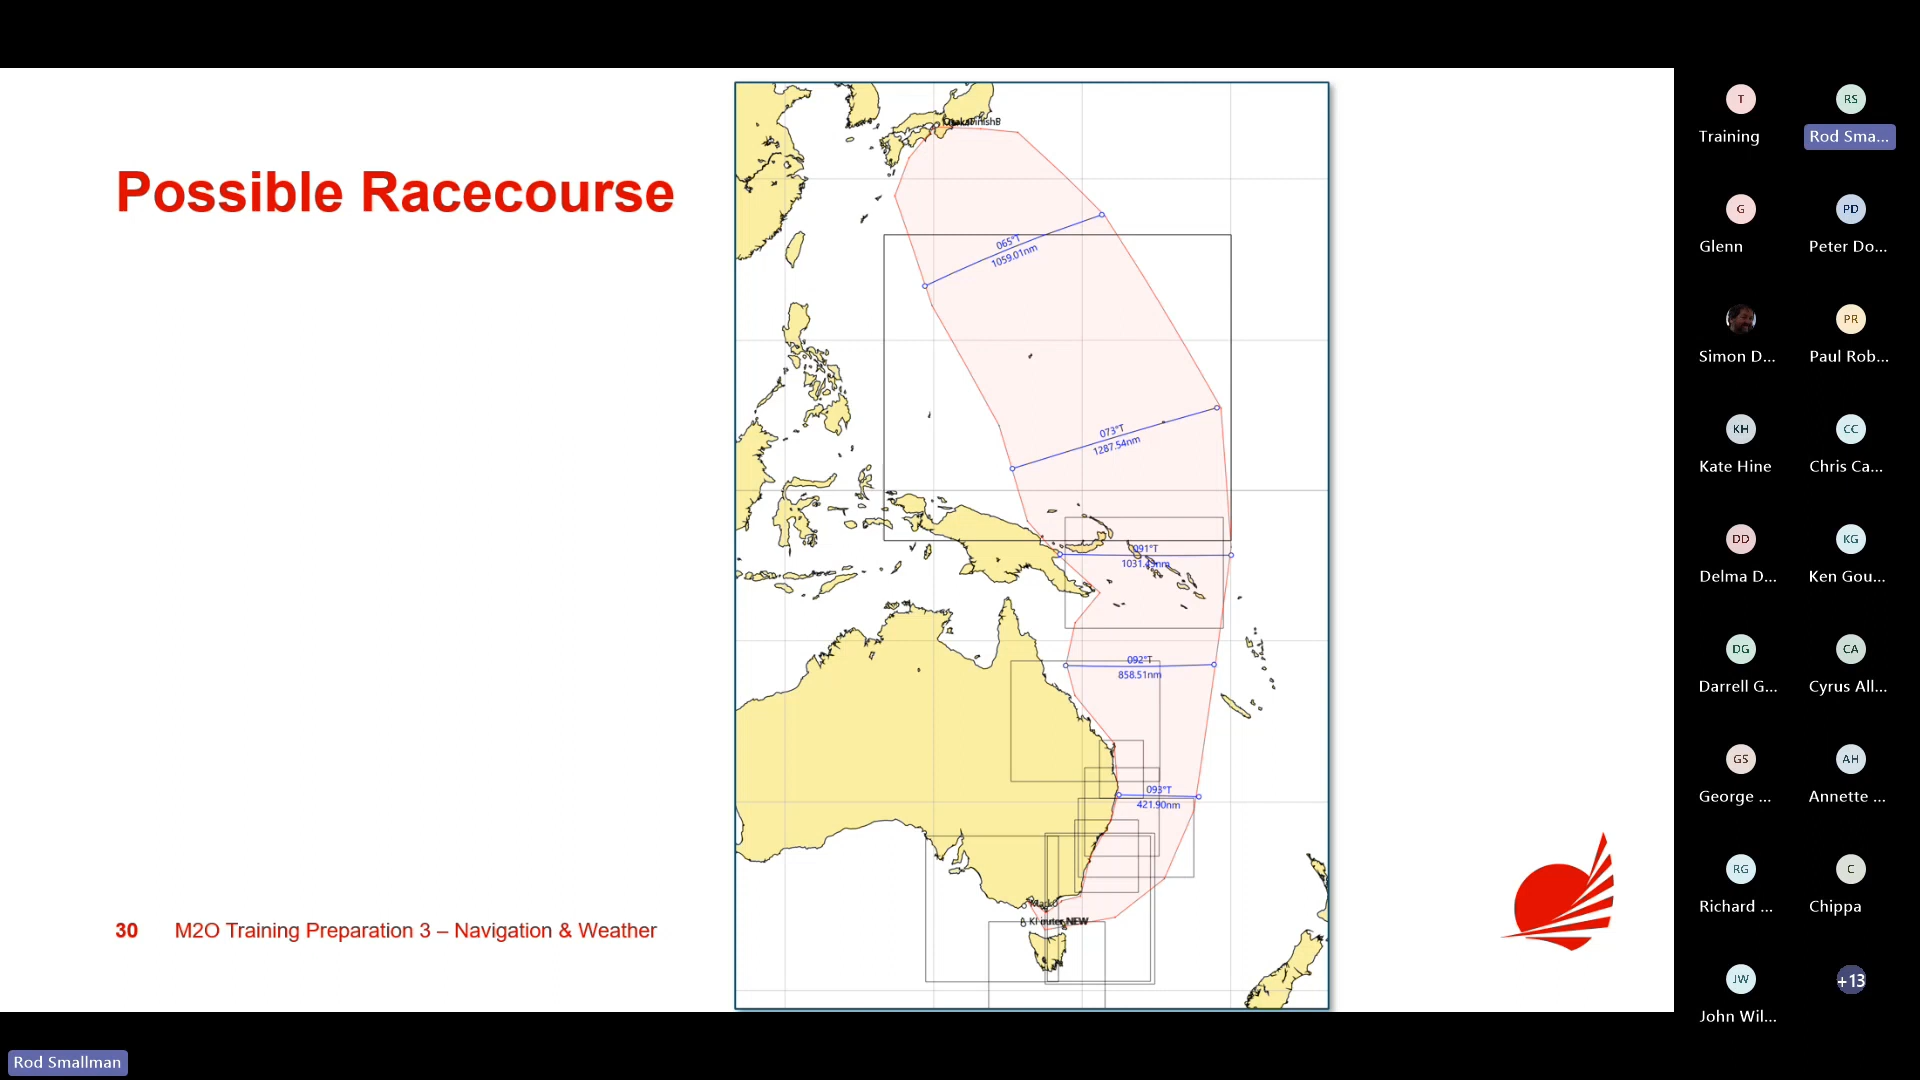 Possible Racecourse
30 M2O Training Preparation 3 – Navigation & Weather
065°T
1059.01nm
073°T
1287.54nm
091°T
092°T
858.51nm
093°T
421.90nm
KI outer NEW
T
Training
RS
Rod Sma...
G
Glenn
PD
Peter Do...
Simon D...
PR
Paul Rob...
KH
Kate Hine
CC
Chris Ca...
DD
Delma D...
KG
Ken Gou...
DG
Darrell G...
CA
Cyrus All...
GS
George ...
AH
Annette ...
RG
Richard ...
C
Chippa
JW
John Wil...
+13
Rod Smallman